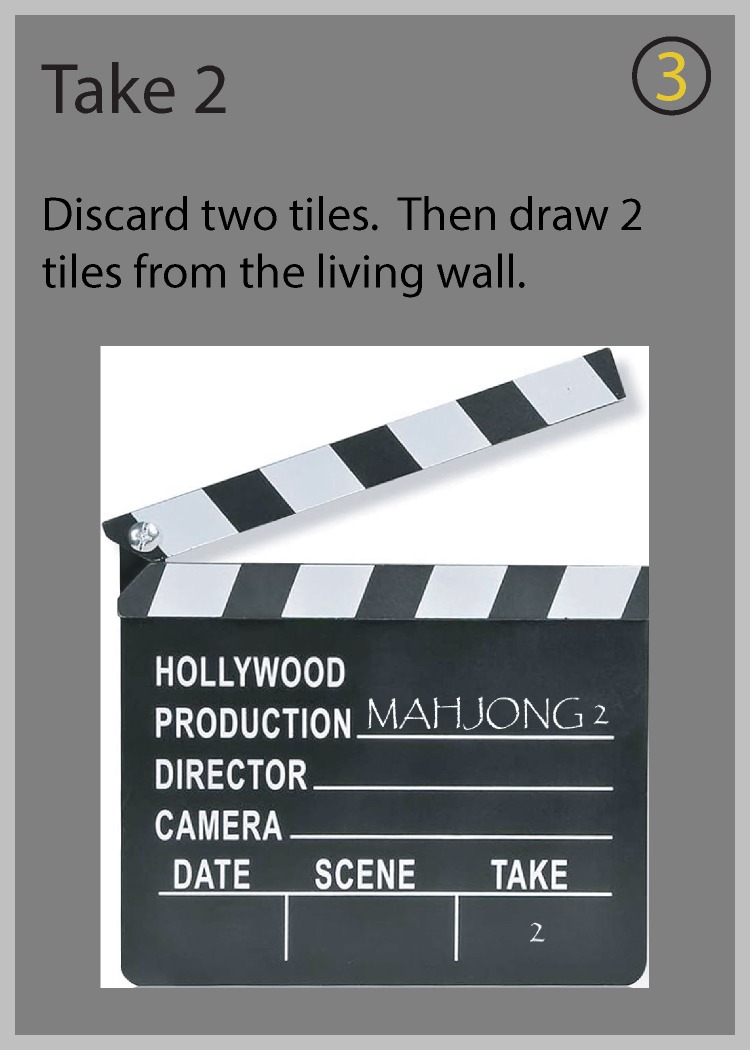 Take 2
3
Discard two tiles.  Then draw 2
tiles from the living wall.
HOLLYWOOD
PRODUCTION MAHJONG 2
DIRECTOR
CAMERA
DATE SCENE TAKE
2